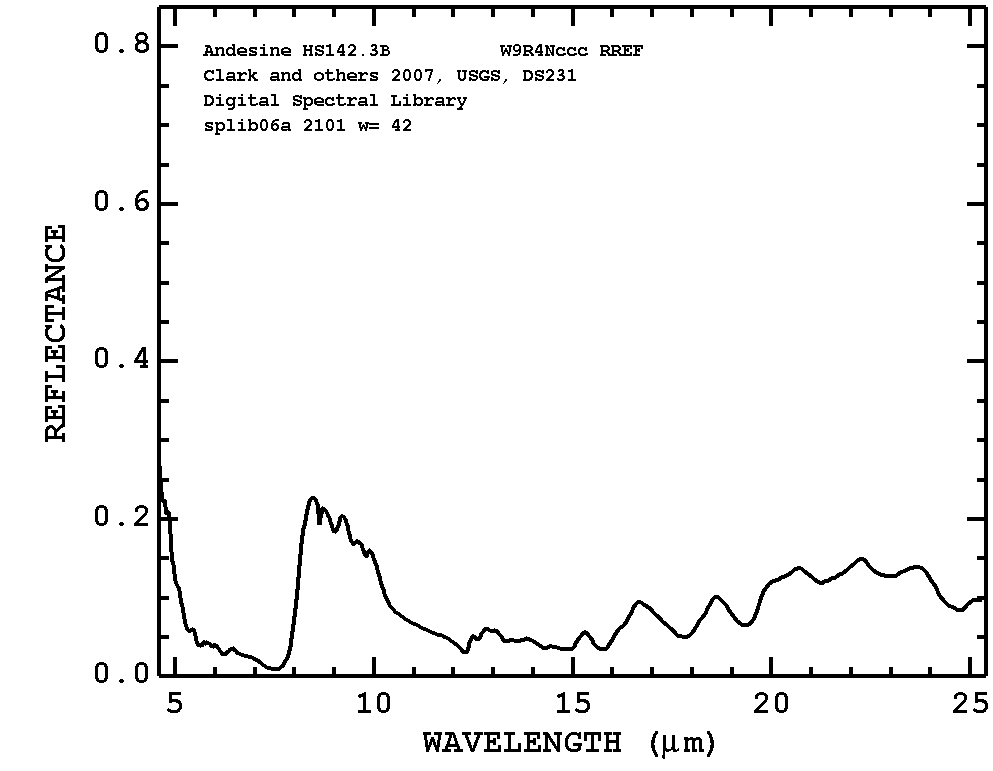 0.8
Andesine HS142.3B W9R4Nccc RREF
Clark and others 2007, USGS, DS231
Digital Spectral Library
splib06a 2101 w= 42
0.6
REFLECTANCE
0.4
0.2
0.0
5 10 15 20 25
WAVELENGTH (μm)